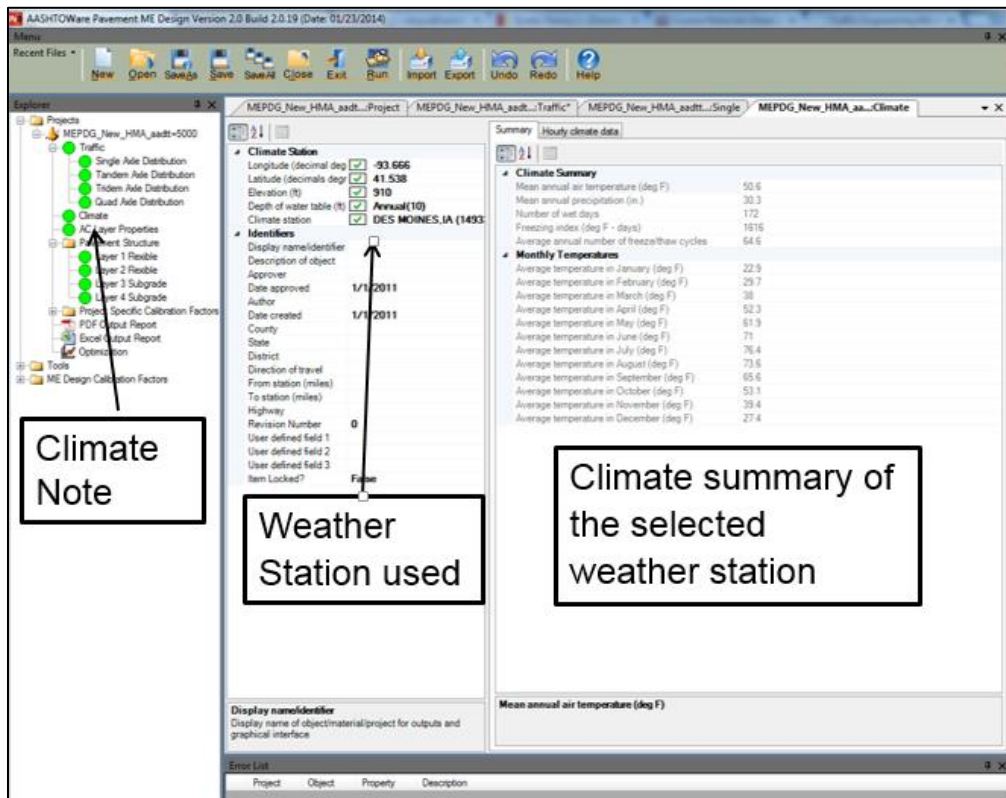 AASHTOWare Pavement ME Design Version 2.0 Build 2.0.19 (Date: 01/23/2014)
Menu
Recent Files
New Open SaveAs Save SaveAll Close Exit Run Import Export Undo Redo Help
Explorer
Projects
MEPDG_New_HMA_aadtt=5000
Traffic
Single Axle Distribution
Tandem Axle Distribution
Tridem Axle Distribution
Quad Axle Distribution
Climate
AC Layer Properties
Pavement Structure
Layer 1 Flexible
Layer 2 Flexible
Layer 3 Subgrade
Layer 4 Subgrade
Project Specific Calibration Factors
PDF Output Report
Excel Output Report
Optimization
Tools
ME Design Calibration Factors
Climate
Note
MEPDG_New_HMA_aadt...:Project MEPDG_New_HMA_aadt...:Traffic* MEPDG_New_HMA_aadtt...:Single MEPDG_New_HMA_aa...:Climate
Climate Station
Longitude (decimal deg -93.666
Latitude (decimals degr 41.538
Elevation (ft) 910
Depth of water table (ft) Annual(10)
Climate station DES MOINES,IA (1493
Identifiers
Display name/identifier
Description of object
Approver
Date approved 1/1/2011
Author
Date created 1/1/2011
County
State
District
Direction of travel
From station (miles)
To station (miles)
Highway
Revision Number 0
User defined field 1
User defined field 2
User defined field 3
Item Locked? False
Weather
Station used
Display name/identifier
Display name of object/material/project for outputs and
graphical interface
Summary Hourly climate data
Climate Summary
Mean annual air temperature (deg F) 50.6
Mean annual precipitation (in.) 30.3
Number of wet days 172
Freezing index (deg F - days) 1616
Average annual number of freeze/thaw cycles 64.6
Monthly Temperatures
Average temperature in January (deg F) 22.9
Average temperature in February (deg F) 29.7
Average temperature in March (deg F) 38
Average temperature in April (deg F) 52.3
Average temperature in May (deg F) 61.9
Average temperature in June (deg F) 71
Average temperature in July (deg F) 76.4
Average temperature in August (deg F) 73.6
Average temperature in September (deg F) 65.6
Average temperature in October (deg F) 53.1
Average temperature in November (deg F) 39.4
Average temperature in December (deg F) 27.4
Climate summary of
the selected
weather station
Mean annual air temperature (deg F)
Error List
Project Object Property Description